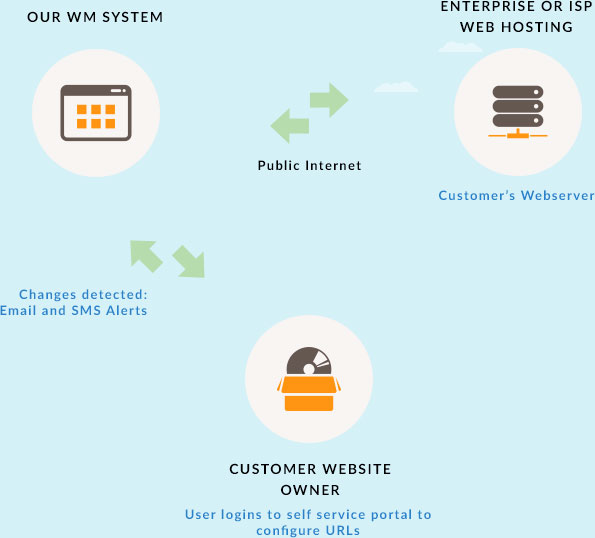 OUR WM SYSTEM
ENTERPRISE OR ISP
WEB HOSTING
Public Internet
Customer’s Webserver
Changes detected:
Email and SMS Alerts
CUSTOMER WEBSITE
OWNER
User logins to self service portal to
configure URLs